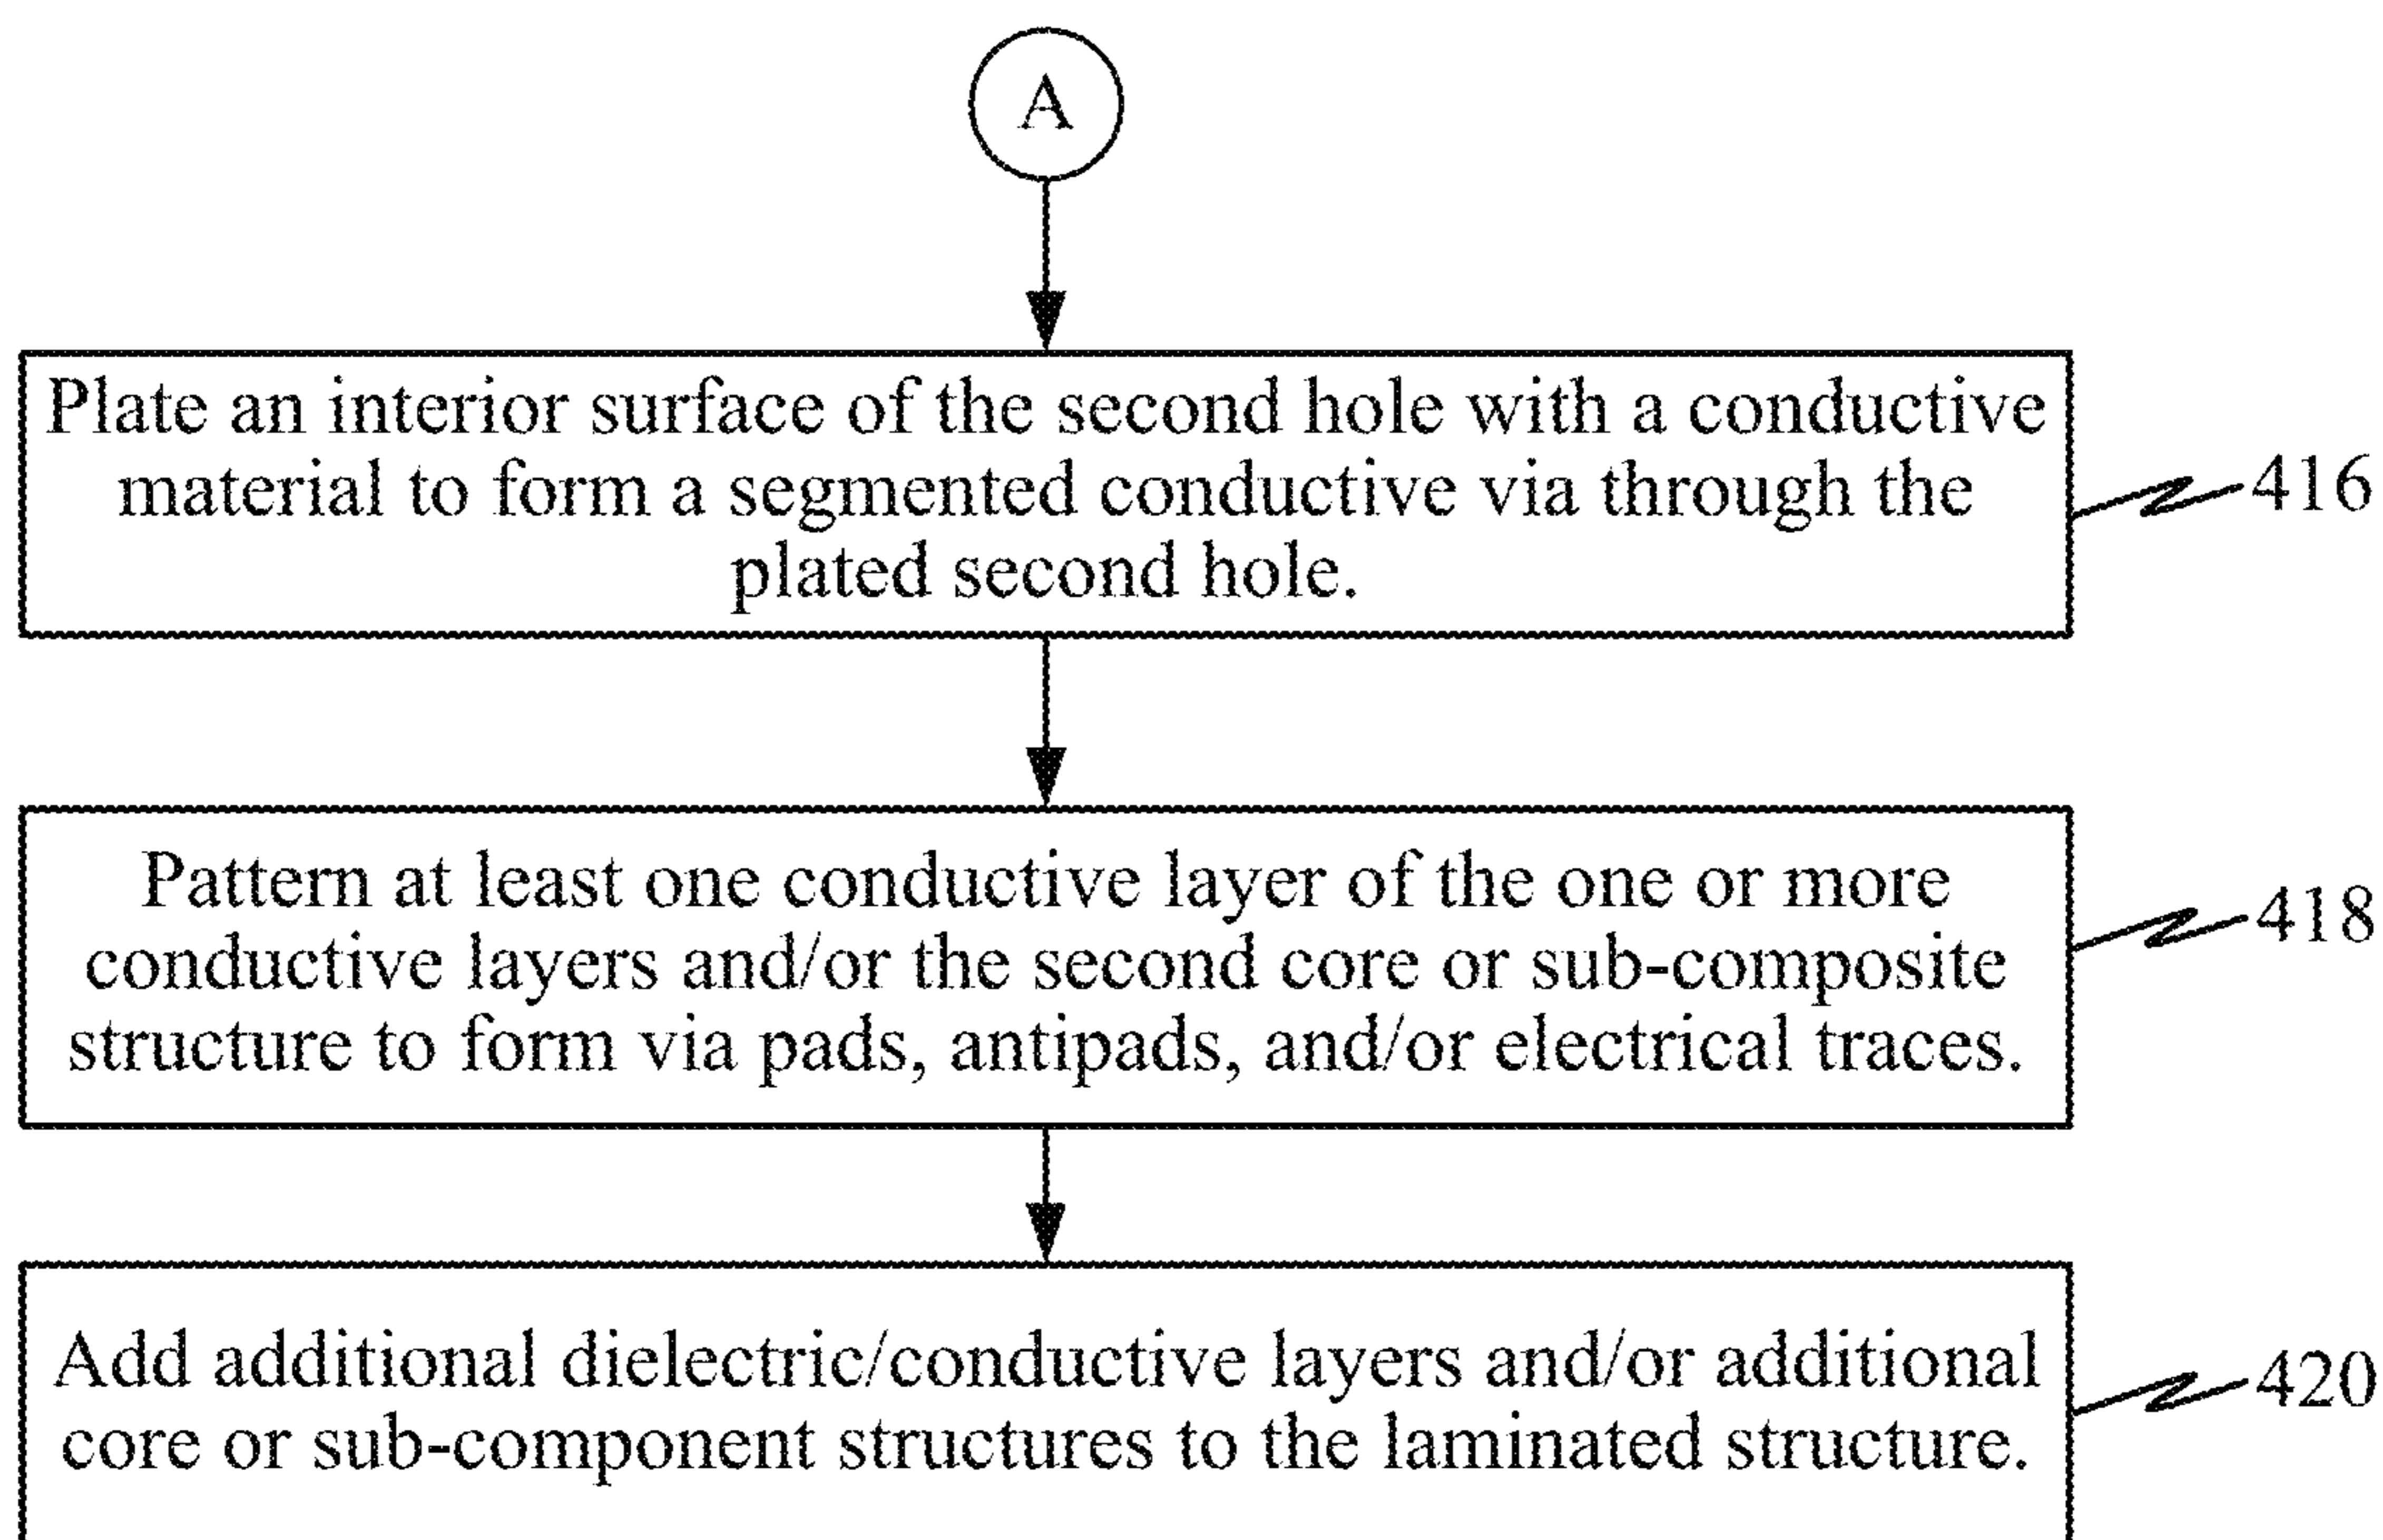 A
Plate an interior surface of the second hole with a conductive
material to form a segmented conductive via through the
plated second hole.
416
Pattern at least one conductive layer of the one or more
conductive layers and/or the second core or sub-composite
structure to form via pads, antipads, and/or electrical traces.
418
Add additional dielectric/conductive layers and/or additional
core or sub-component structures to the laminated structure.
420